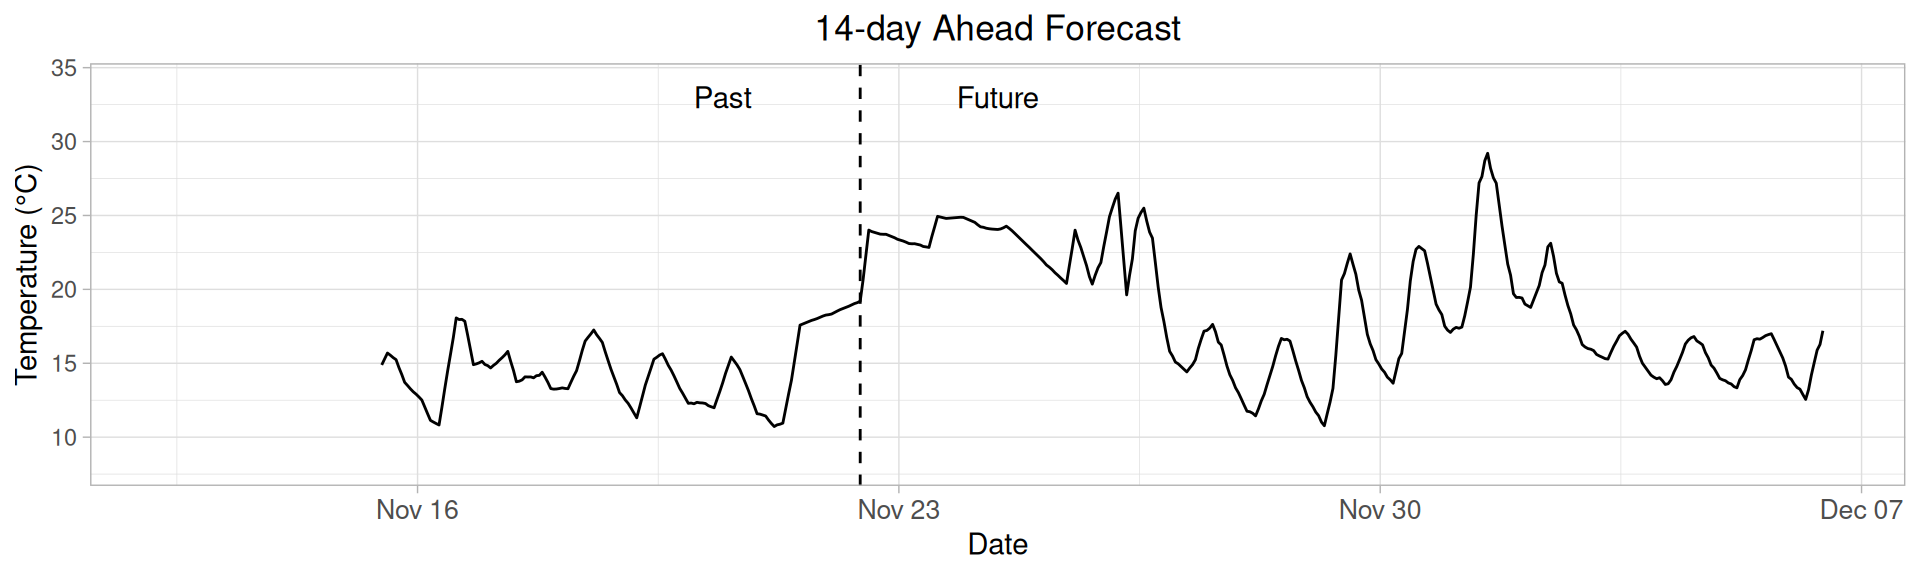 14-day Ahead Forecast
Past
Future
Temperature (°C)
35
30
25
20
15
10
Nov 16
Nov 23
Nov 30
Dec 07
Date